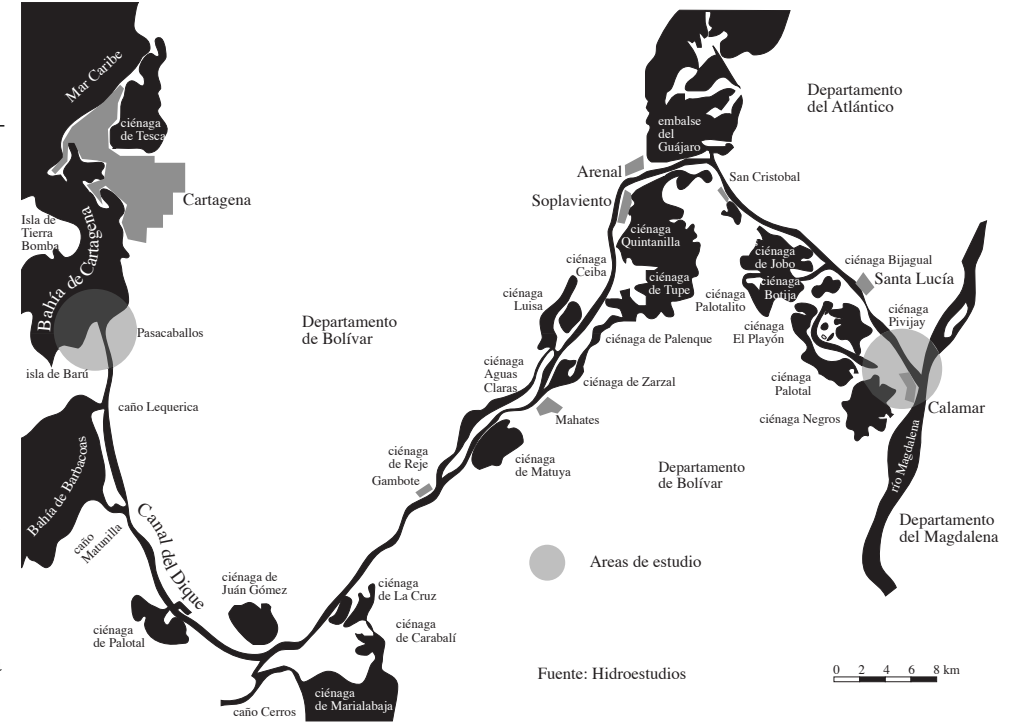 Mar Caribe
ciénaga
de Tesca
Cartagena
Isla de
Tierra
Bomba
Bahía de Cartagena
Pasacaballos
isla de Barú
caño Lequerica
Bahía de Barbacoas
caño
Matunilla
Canal del Dique
ciénaga
de Palotal
ciénaga de
Juán Gómez
caño Cerros
ciénaga
de Marialabaja
ciénaga
de La Cruz
ciénaga
de Carabalí
Departamento
de Bolívar
ciénaga
de Reje
Gambote
ciénaga
Aguas
Claras
ciénaga
Luisa
ciénaga
Ceiba
Mahates
ciénaga
de Matuya
ciénaga de Zarzal
ciénaga de Palenque
Soplaviento
Arenal
embalse
del
Guájaro
ciénaga
Quintanilla
ciénaga
de Tupe
San Cristobal
Departamento
del Atlántico
ciénaga
de Jobo
ciénaga
Botija
ciénaga
Palotalito
ciénaga
El Playón
ciénaga Bijagual
Santa Lucía
ciénaga
Pivijay
ciénaga
Palotal
ciénaga Negros
Calamar
río Magdalena
Departamento
de Bolívar
Departamento
del Magdalena
Areas de estudio
Fuente: Hidroestudios
0 2 4 6 8 km